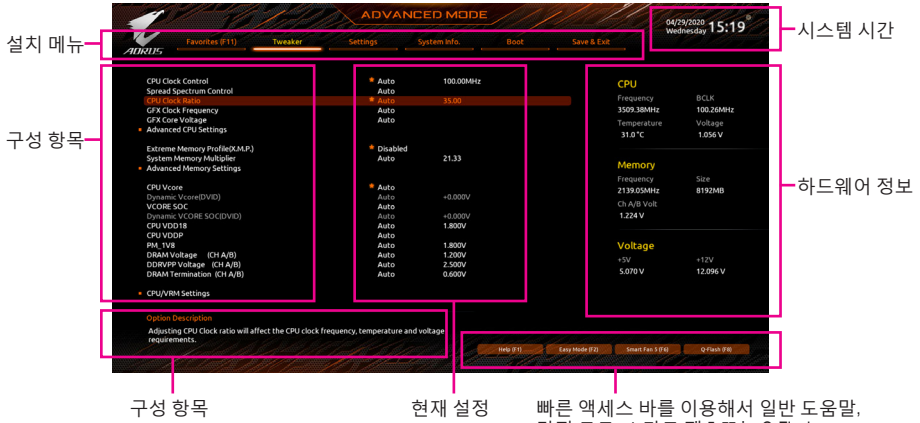 ADVANCED MODE
04/29/2020
Wednesday 15:19
시스템 시간
설치 메뉴
AORUS
Favorites (F11) Tweaker Settings System Info. Boot Save & Exit
구성 항목
CPU Clock Control Auto 100.00MHz
Spread Spectrum Control Auto
CPU Clock Ratio Auto 35.00
GFX Clock Frequency Auto
GFX Core Voltage Auto
Advanced CPU Settings
Extreme Memory Profile(X.M.P.) Disabled
System Memory Multiplier Auto 21.33
Advanced Memory Settings
CPU Vcore Auto
Dynamic Vcore(DVID) Auto +0.000V
VCORE SOC Auto
Dynamic VCORE SOC(DVID) Auto +0.000V
CPU VDD18 Auto 1.800V
CPU VDDP Auto
PM_1V8 Auto 1.800V
DRAM Voltage (CH A/B) Auto 1.200V
DDRVPP Voltage (CH A/B) Auto 2.500V
DRAM Termination (CH A/B) Auto 0.600V
CPU/VRM Settings
CPU
Frequency BCLK
3509.38MHz 100.26MHz
Temperature Voltage
31.0 °C 1.056 V
Memory
Frequency Size
2139.05MHz 8192MB
Ch A/B Volt
1.224 V
Voltage
+5V +12V
5.070 V 12.096 V
하드웨어 정보
Option Description
Adjusting CPU Clock ratio will affect the CPU clock frequency, temperature and voltage
requirements.
Help (F1) Easy Mode (F2) Smart Fan 5 (F6) Q-Flash (F8)
구성 항목
현재 설정
빠른 액세스 바를 이용해서 일반 도움말,